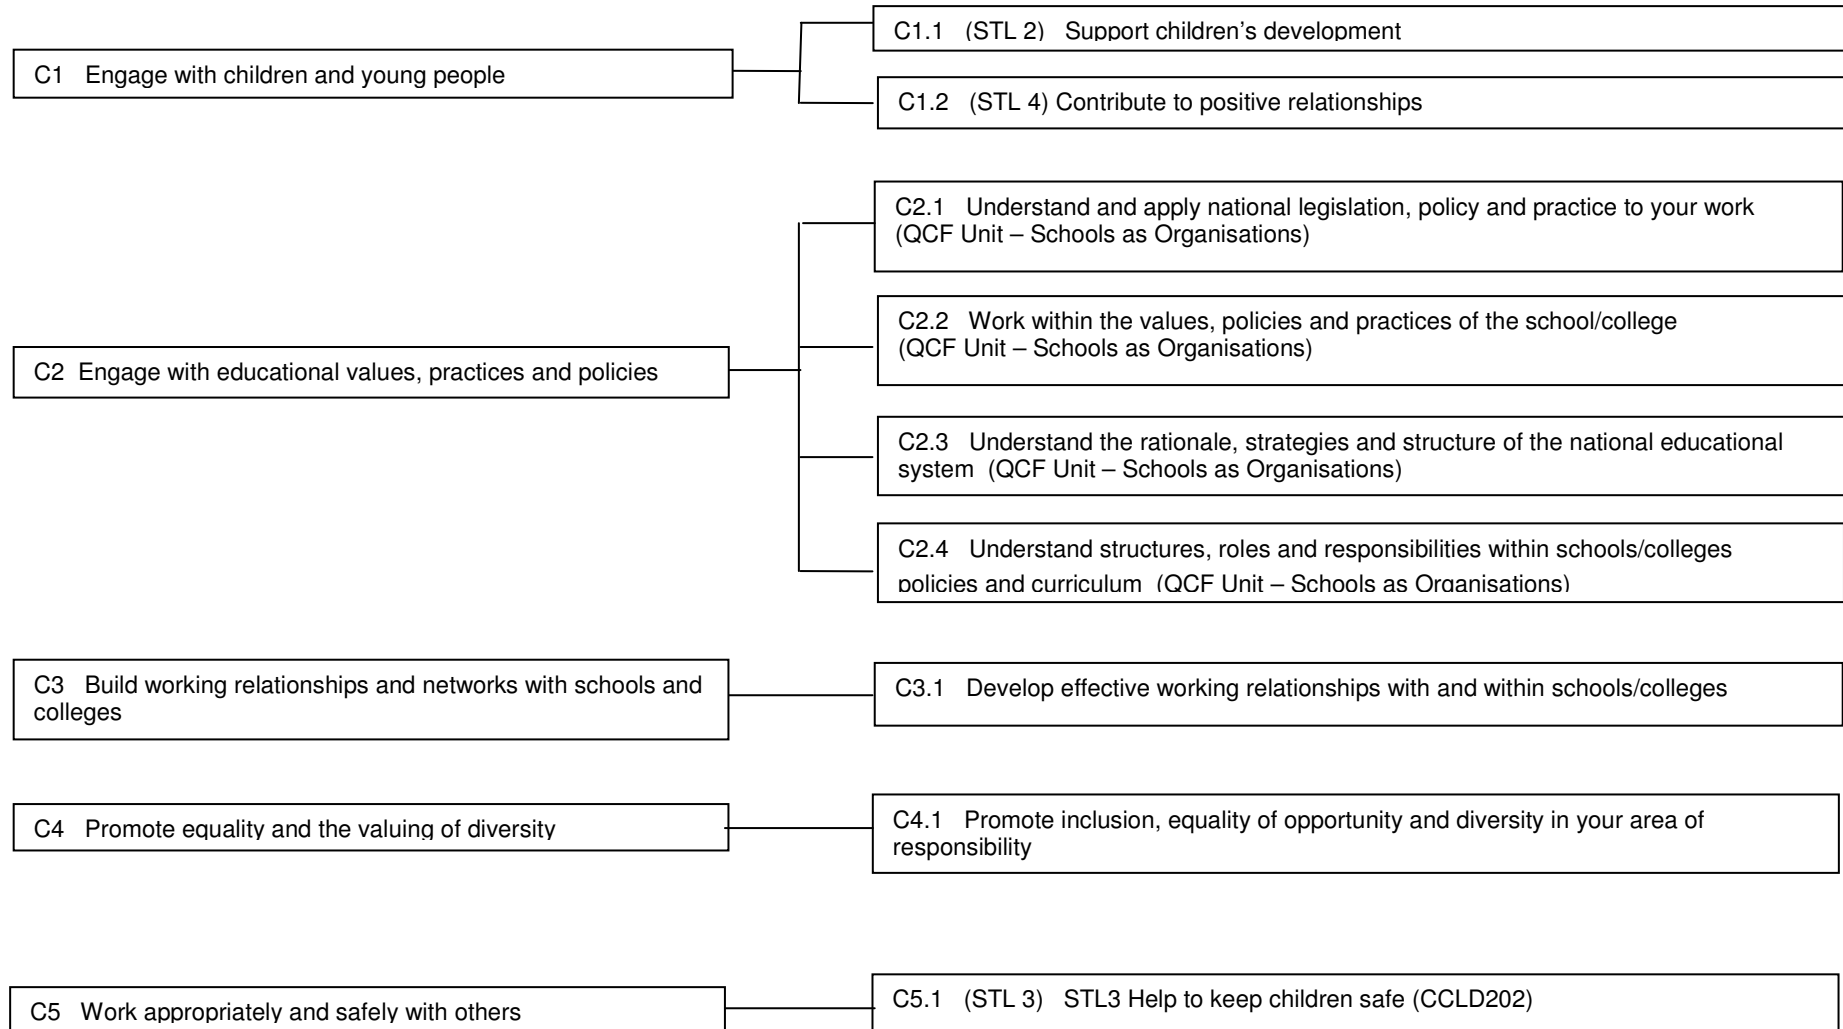 C1.1 (STL 2) Support children's development
C1 Engage with children and young people
C1.2 (STL 4) Contribute to positive relationships
C2.1 Understand and apply national legislation, policy and practice to your work
(QCF Unit – Schools as Organisations)
C2.2 Work within the values, policies and practices of the school/college
(QCF Unit – Schools as Organisations)
C2 Engage with educational values, practices and policies
C2.3 Understand the rationale, strategies and structure of the national educational
system (QCF Unit – Schools as Organisations)
C2.4 Understand structures, roles and responsibilities within schools/colleges
policies and curriculum (QCF Unit – Schools as Organisations)
C3 Build working relationships and networks with schools and
colleges
C3.1 Develop effective working relationships with and within schools/colleges
C4 Promote equality and the valuing of diversity
C4.1 Promote inclusion, equality of opportunity and diversity in your area of
responsibility
C5 Work appropriately and safely with others
C5.1 (STL 3) STL3 Help to keep children safe (CCLD202)